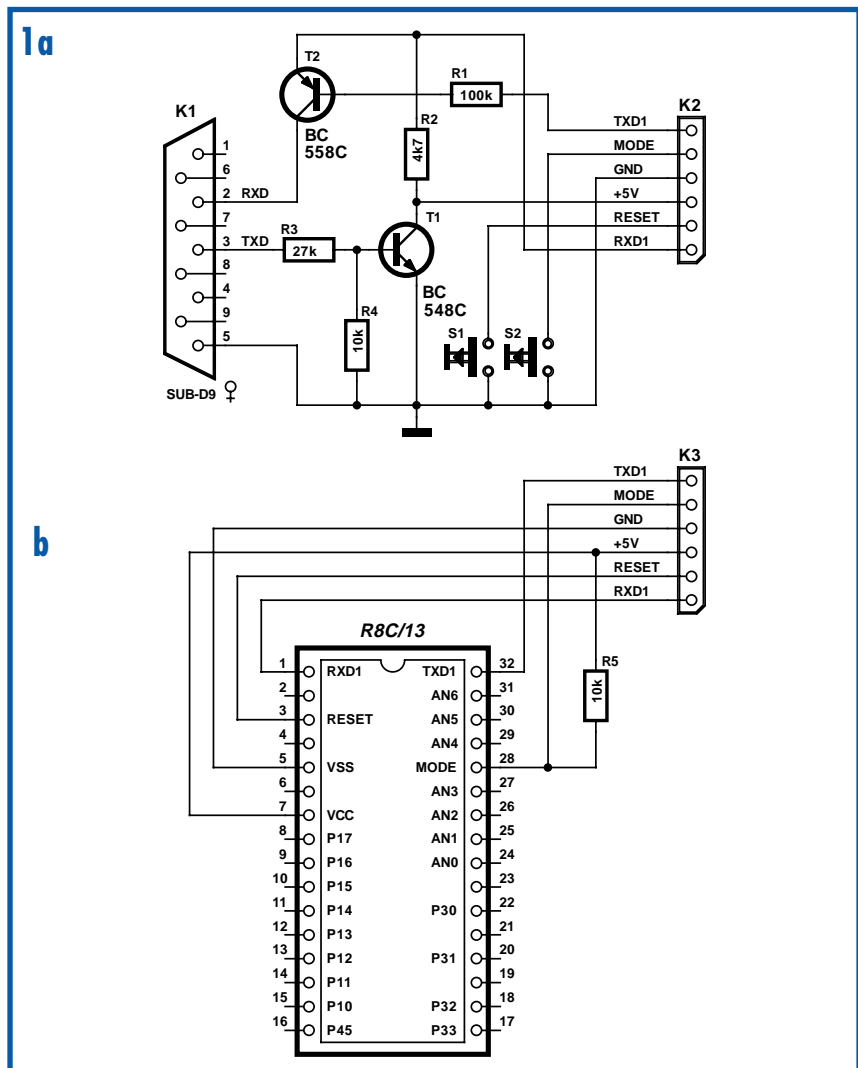 1a
T2
BC
558C
R1
100k
R2
4k7
K1
1
6
2 RXD
7
3 TXD
8
4
9
5
SUB-D9 ♀
R3
27k
R4
10k
T1
BC
548C
S1
S2
K2
TXD1
MODE
GND
+5V
RESET
RXD1
b
K3
TXD1
MODE
GND
+5V
RESET
RXD1
R5
10k
R8C/13
1 RXD1 TXD1 32
2 AN6 31
3 RESET AN5 30
4 AN4 29
5 VSS MODE 28
6 AN3 27
7 VCC AN2 26
8 P17 AN1 25
9 P16 AN0 24
10 P15 23
11 P14 P30 22
12 P13 21
13 P12 P31 20
14 P11 19
15 P10 P32 18
16 P45 P33 17